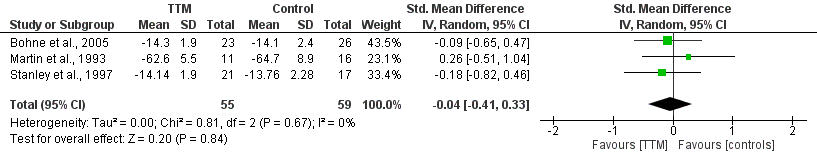 TTM Control Std. Mean Difference Std. Mean Difference
Study or Subgroup Mean SD Total Mean SD Total Weight IV, Random, 95% CI IV, Random, 95% CI
Bohne et al., 2005 -14.3 1.9 23 -14.1 2.4 26 43.5% -0.09 [-0.65, 0.47]
Martin et al., 1993 -62.6 5.5 11 -64.7 8.9 16 23.1% 0.26 [-0.51, 1.04]
Stanley et al., 1997 -14.14 1.9 21 -13.76 2.28 17 33.4% -0.18 [-0.82, 0.46]
Total (95% CI) 55 59 100.0% -0.04 [-0.41, 0.33]
Heterogeneity: Tau² = 0.00; Chi² = 0.81, df = 2 (P = 0.67); I² = 0%
Test for overall effect: Z = 0.20 (P = 0.84)
-2 -1 0 1 2
Favours [TTM] Favours [controls]